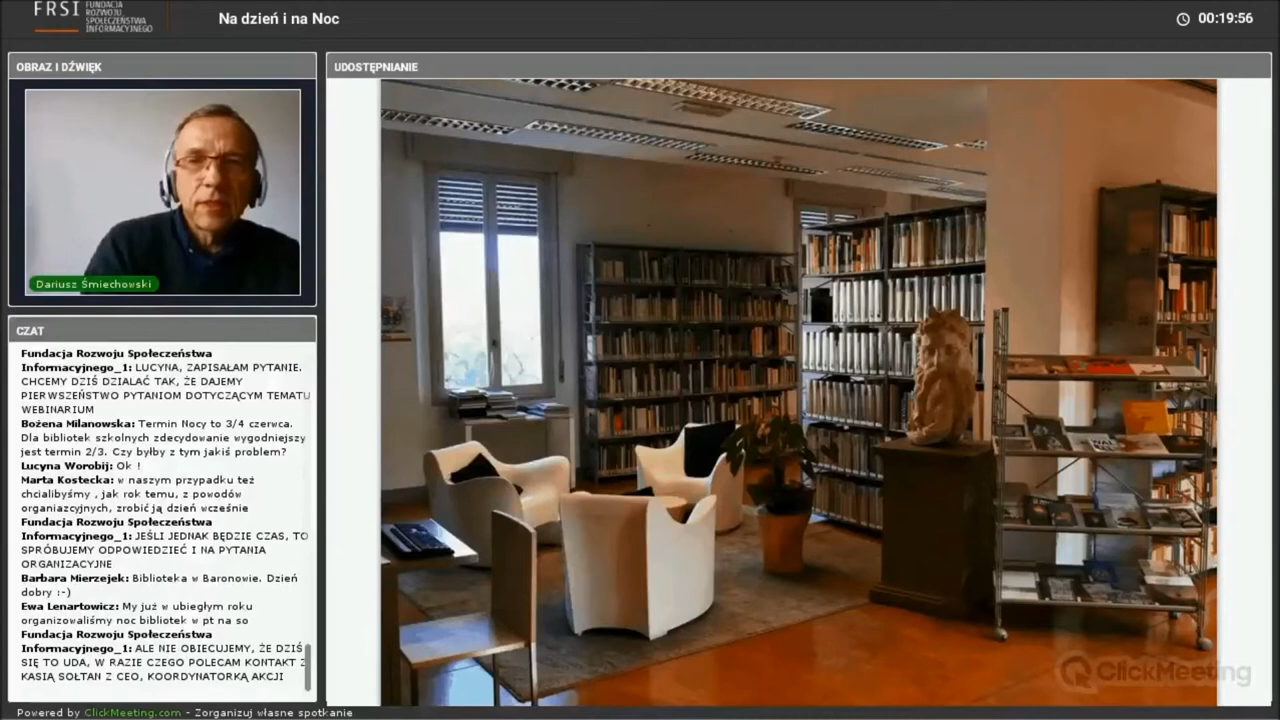 FRSI
FUNDACJA
ROZWOJU
SPOŁECZEŃSTWA
INFORMACYJNEGO
Na dzień i na Noc
00:19:56
OBRAZ I DŹWIĘK
UDOSTĘPNIANIE
Dariusz Śmiechowski
CZAT
Fundacja Rozwoju Społeczeństwa
Informacyjnego_1: LUCYNA, ZAPISAŁAM PYTANIE.
CHCEMY DZIŚ DZIALAĆ TAK, ŻE DAJEMY
PIERWSZEŃSTWO PYTANIOM DOTYCZĄCYM TEMATU
WEBINARIUM
Bożena Milanowska: Termin Nocy to 3/4 czerwca.
Dla bibliotek szkolnych zdecydowanie wygodniejszy
jest termin 2/3. Czy byłby z tym jakiś problem?
Lucyna Worobij: Ok !
Marta Kostecka: w naszym przypadku też
chcialibyśmy , jak rok temu, z powodów
organiazcyjnych, zrobić ją dzień wcześnie
Fundacja Rozwoju Społeczeństwa
Informacyjnego_1: JEŚLI JEDNAK BĘDZIE CZAS, TO
SPRÓBUJEMY ODPOWIEDZIEĆ I NA PYTANIA
ORGANIZACYJNE
Barbara Mierzejek: Biblioteka w Baronowie. Dzień
dobry :-)
Ewa Lenartowicz: My już w ubiegłym roku
organizowaliśmy noc bibliotek w pt na so
Fundacja Rozwoju Społeczeństwa
Informacyjnego_1: ALE NIE OBIECUJEMY, ŻE DZIŚ
SIĘ TO UDA, W RAZIE CZEGO POLECAM KONTAKT Z
KASIĄ SOŁTAN Z CEO, KOORDYNATORKĄ AKCJI
ClickMeeting
Powered by ClickMeeting.com - Zorganizuj własne spotkanie